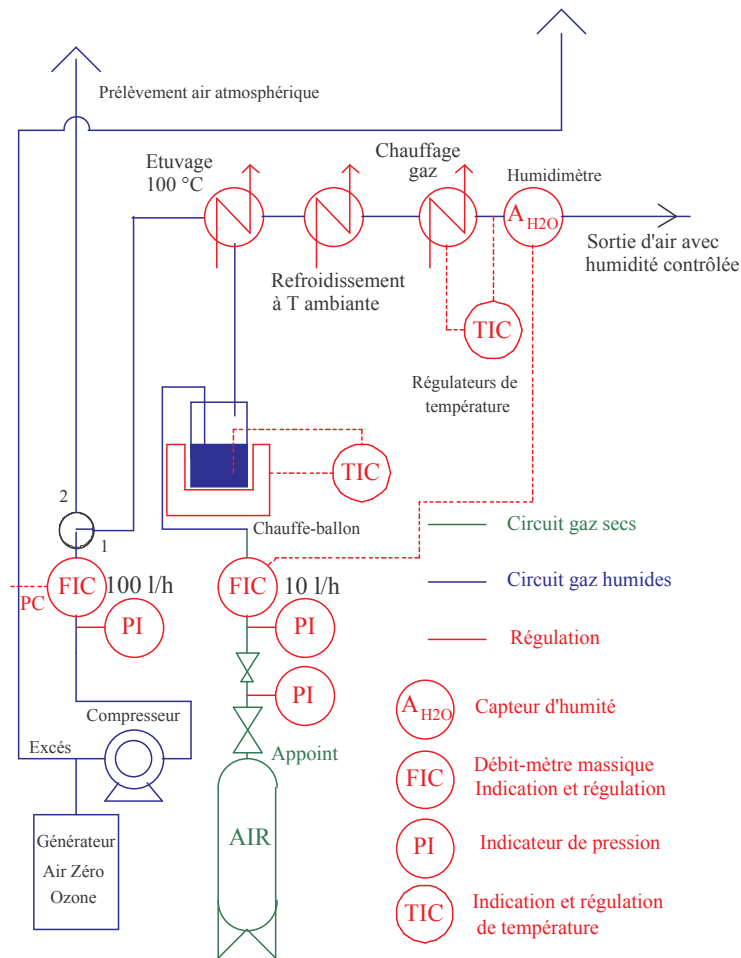 Prélèvement air atmosphérique
Etuvage
100 °C
Chauffage
gaz
Humidimètre
A H2O
Sortie d'air avec
humidité contrôlée
Refroidissement
à T ambiante
TIC
Régulateurs de
température
TIC
2
1
Chauffe-ballon
FIC
100 l/h
PC
PI
FIC
10 l/h
PI
PI
Compresseur
Excés
Appoint
Générateur
Air Zéro
Ozone
AIR
Circuit gaz secs
Circuit gaz humides
Régulation
A H2O
Capteur d'humité
FIC
Débit-mètre massique
Indication et régulation
PI
Indicateur de pression
TIC
Indication et régulation
de température